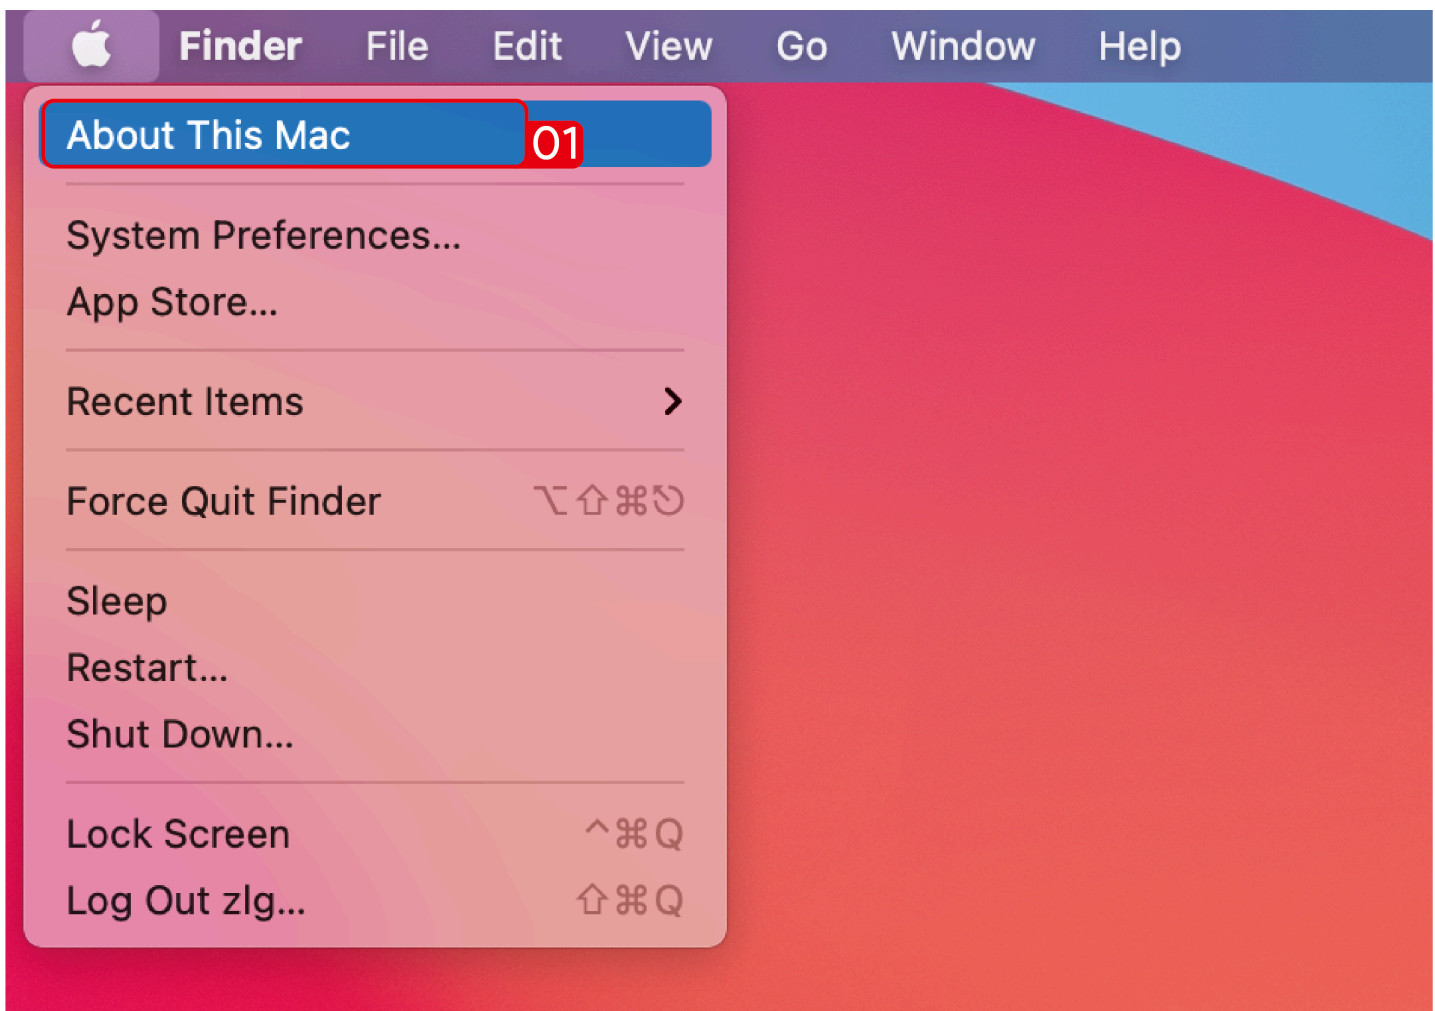 Finder File Edit View Go Window Help
About This Mac 01
System Preferences...
App Store...
Recent Items
Force Quit Finder ⌥⇧⌘⎋
Sleep
Restart...
Shut Down...
Lock Screen ^⌘Q
Log Out zlg... ⇧⌘Q